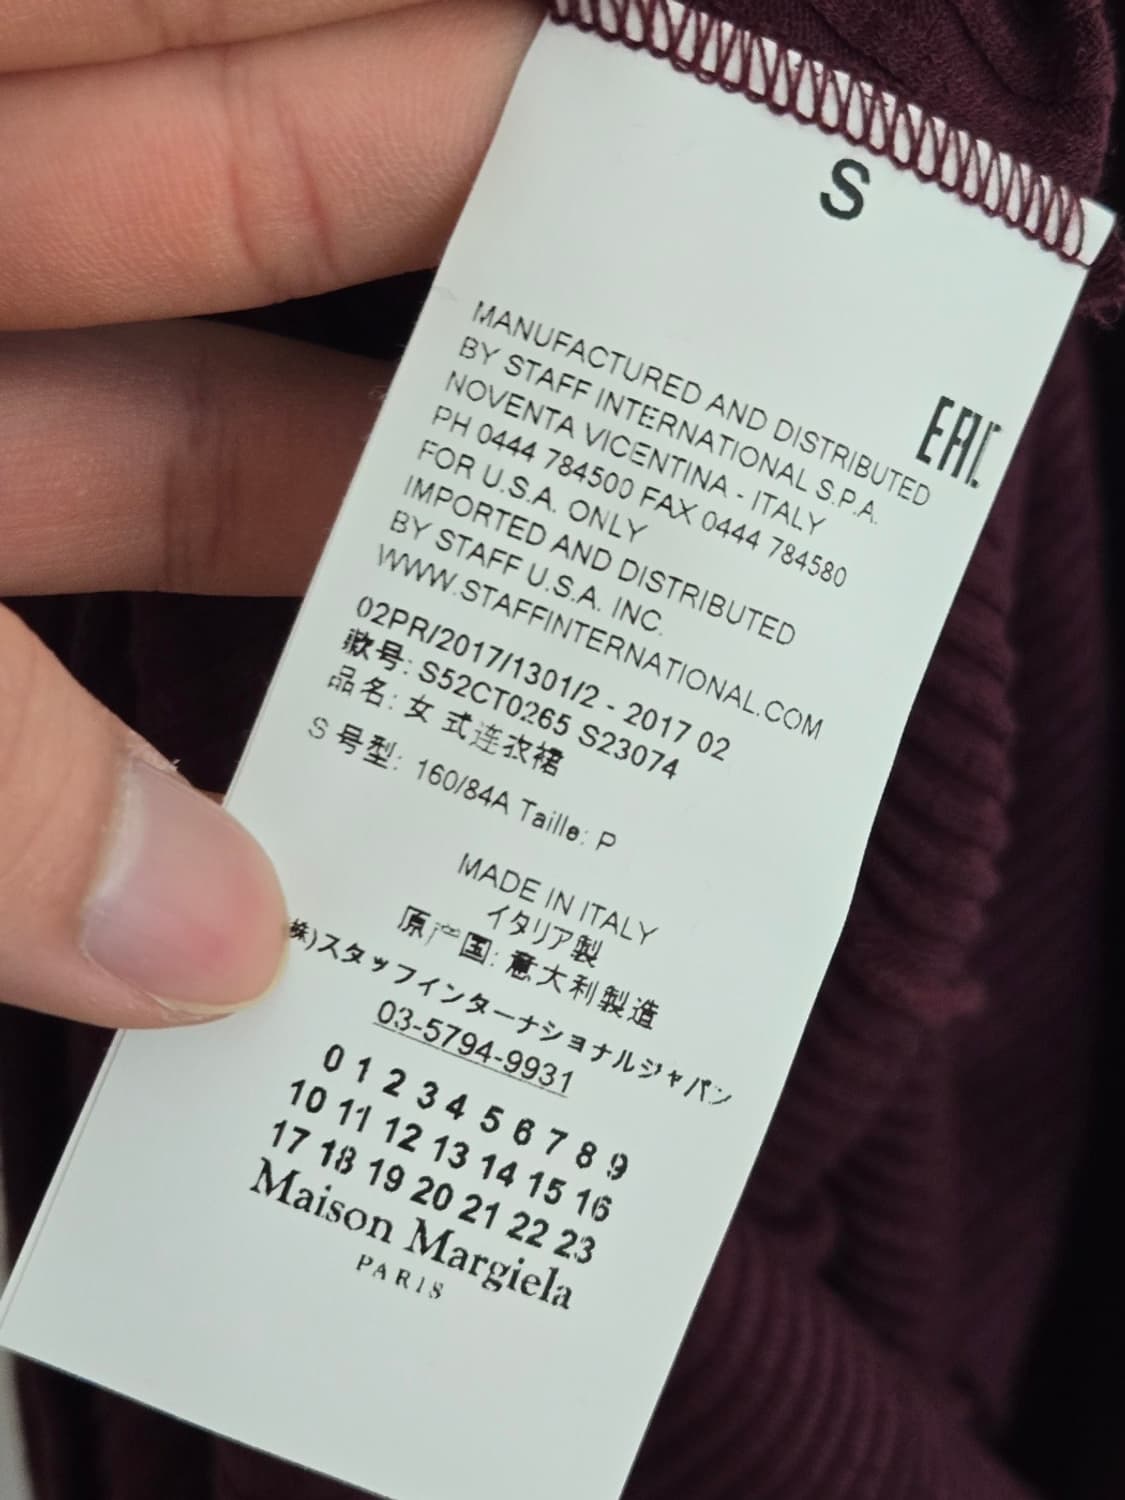 S
EAC
MANUFACTURED AND DISTRIBUTED
BY STAFF INTERNATIONAL S.P.A.
NOVENTA VICENTINA - ITALY
PH 0444 784500 FAX 0444 784580
FOR U.S.A. ONLY
IMPORTED AND DISTRIBUTED
BY STAFF U.S.A. INC.
WWW.STAFFINTERNATIONAL.COM
02PR/2017/1301/2 - 2017 02
款号: S52CT0265 S23074
品名: 女式连衣裙
S 号型: 160/84A Taille: P
MADE IN ITALY
イタリア製
原产国: 意大利製造
(株)スタッフインターナショナルジャパン
03-5794-9931
0 1 2 3 4 5 6 7 8 9
10 11 12 13 14 15 16
17 18 19 20 21 22 23
Maison Margiela
PARIS